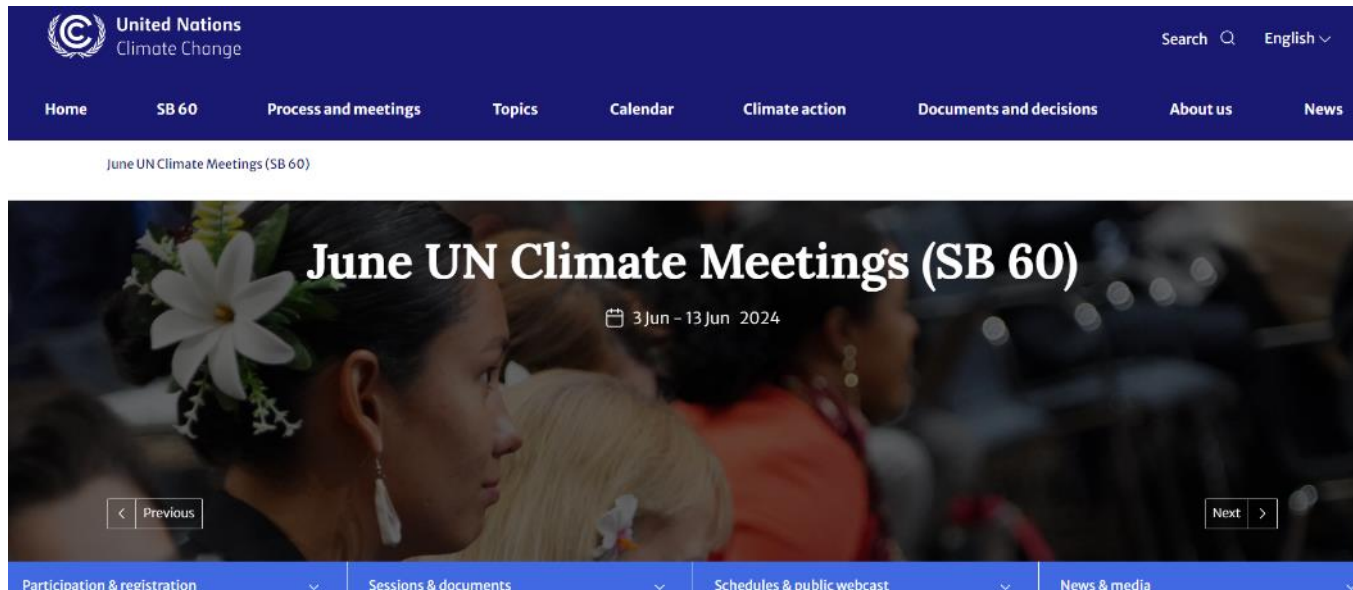 United Nations
Climate Change
Search
English
Home SB 60 Process and meetings Topics Calendar Climate action Documents and decisions About us News
June UN Climate Meetings (SB 60)
June UN Climate Meetings (SB 60)
3 Jun – 13 Jun 2024
Previous
Next
Participation & registration Sessions & documents Schedules & public webcast News & media